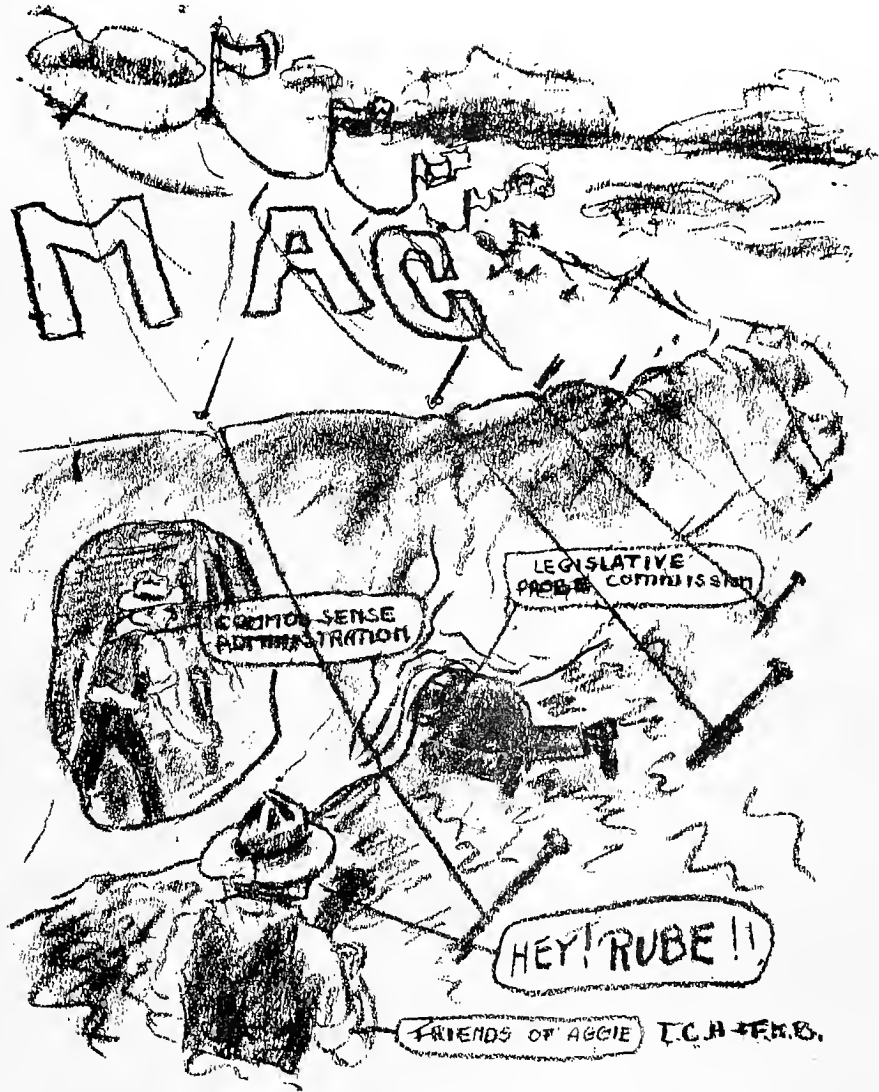 MAC
LEGISLATIVE
PROBE COMMISSION
COMMON SENSE
ADMINISTRATION
HEY! RUBE!!
FRIENDS OF AGGIE T.C.H + F.K.B.